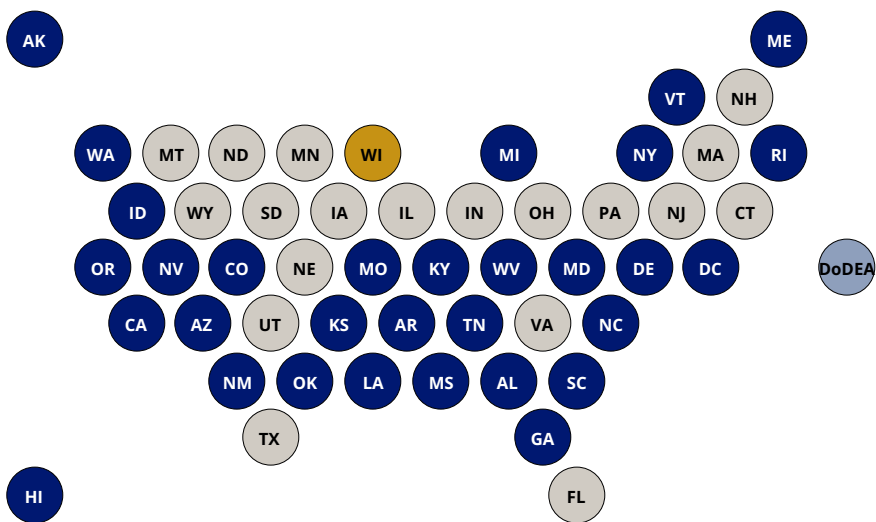 AK ME
VT NH
WA MT ND MN WI MI NY MA RI
ID WY SD IA IL IN OH PA NJ CT
OR NV CO NE MO KY WV MD DE DC DoDEA
CA AZ UT KS AR TN VA NC
NM OK LA MS AL SC
TX GA
HI FL